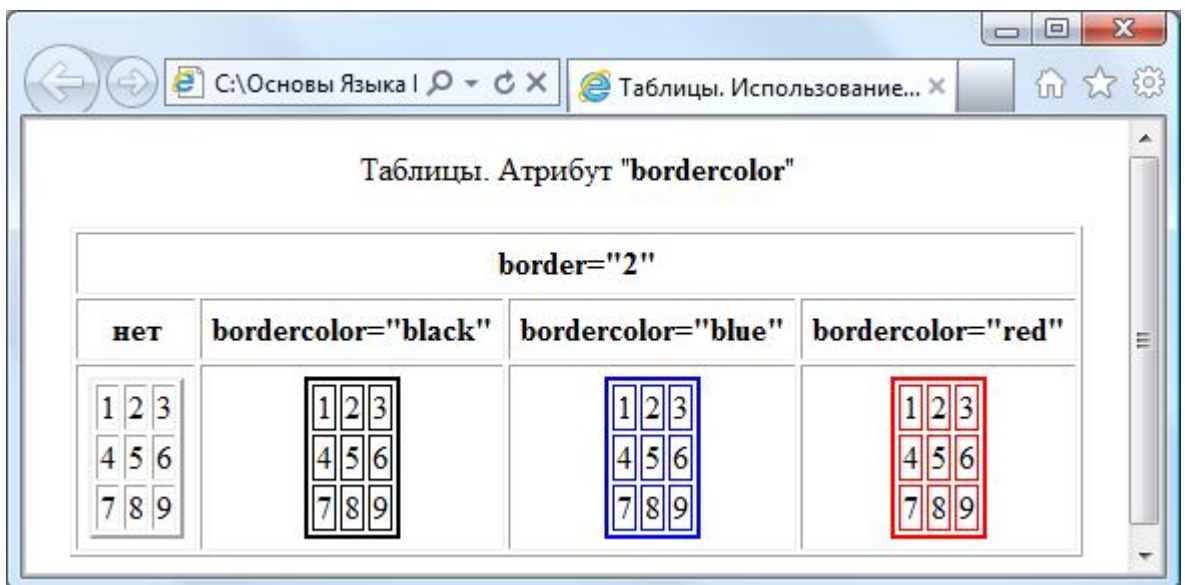 C:\Основы Языка
Таблицы. Использование...
Таблицы. Атрибут "bordercolor"
border="2"
нет bordercolor="black" bordercolor="blue" bordercolor="red"
1 2 3 1 2 3 1 2 3 1 2 3
4 5 6 4 5 6 4 5 6 4 5 6
7 8 9 7 8 9 7 8 9 7 8 9